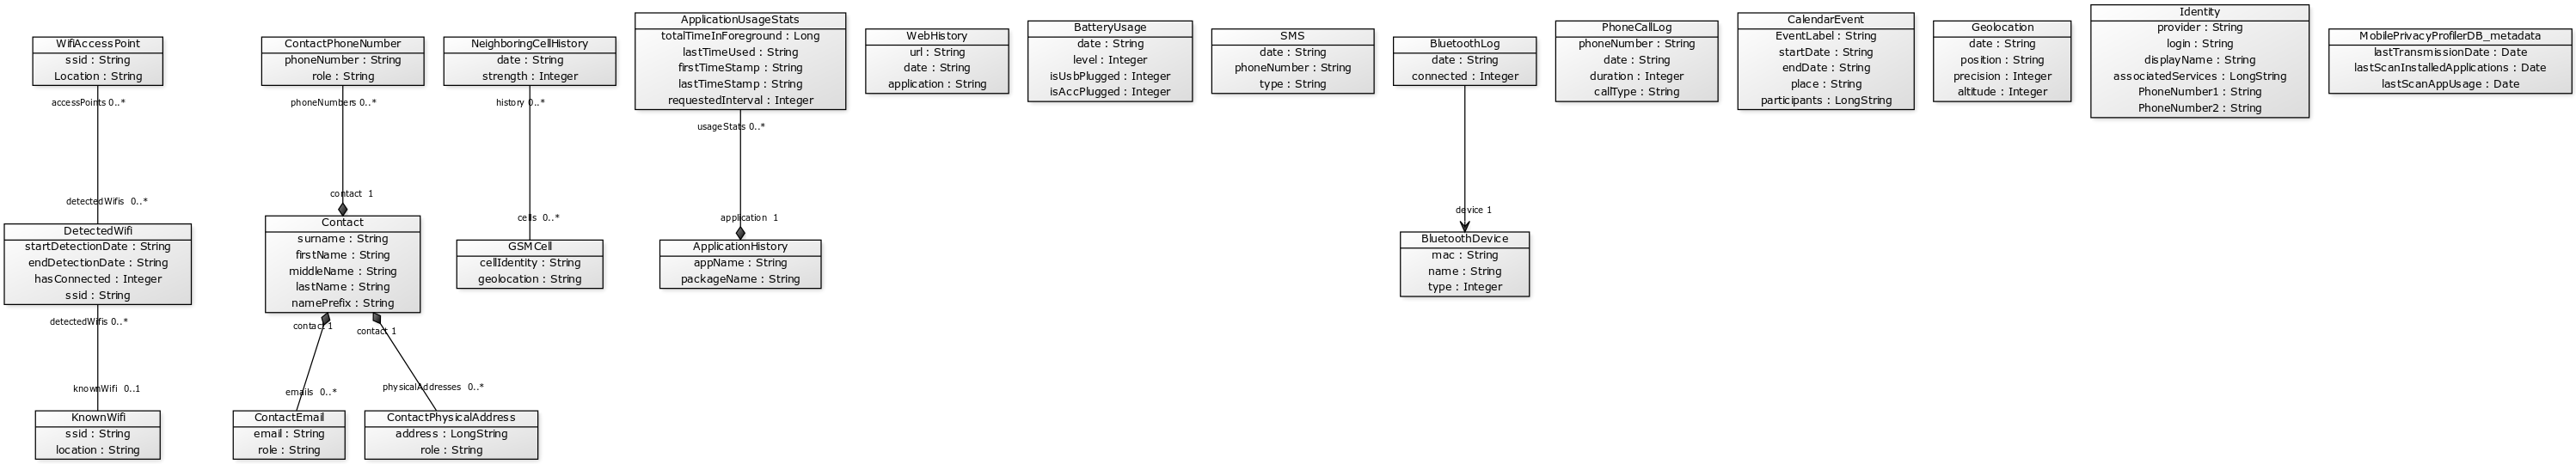 WifiAccessPoint
ssid : String
Location : String
accessPoints 0..*
detectedWifis 0..*
DetectedWifi
startDetectionDate : String
endDetectionDate : String
hasConnected : Integer
ssid : String
detectedWifis 0..*
knownWifi 0..1
KnownWifi
ssid : String
location : String
ContactPhoneNumber
phoneNumber : String
role : String
phoneNumbers 0..*
contact 1
Contact
surname : String
firstName : String
middleName : String
lastName : String
namePrefix : String
contact 1
contact 1
emails 0..*
physicalAddresses 0..*
ContactEmail
email : String
role : String
ContactPhysicalAddress
address : LongString
role : String
NeighboringCellHistory
date : String
strength : Integer
history 0..*
cells 0..*
GSMCell
cellIdentity : String
geolocation : String
ApplicationUsageStats
totalTimeInForeground : Long
lastTimeUsed : String
firstTimeStamp : String
lastTimeStamp : String
requestedInterval : Integer
usageStats 0..*
application 1
ApplicationHistory
appName : String
packageName : String
WebHistory
url : String
date : String
application : String
BatteryUsage
date : String
level : Integer
isUsbPlugged : Integer
isAccPlugged : Integer
SMS
date : String
phoneNumber : String
type : String
BluetoothLog
date : String
connected : Integer
device 1
BluetoothDevice
mac : String
name : String
type : Integer
PhoneCallLog
phoneNumber : String
date : String
duration : Integer
callType : String
CalendarEvent
EventLabel : String
startDate : String
endDate : String
place : String
participants : LongString
Geolocation
date : String
position : String
precision : Integer
altitude : Integer
Identity
provider : String
login : String
displayName : String
associatedServices : LongString
PhoneNumber1 : String
PhoneNumber2 : String
MobilePrivacyProfilerDB_metadata
lastTransmissionDate : Date
lastScanInstalledApplications : Date
lastScanAppUsage : Date